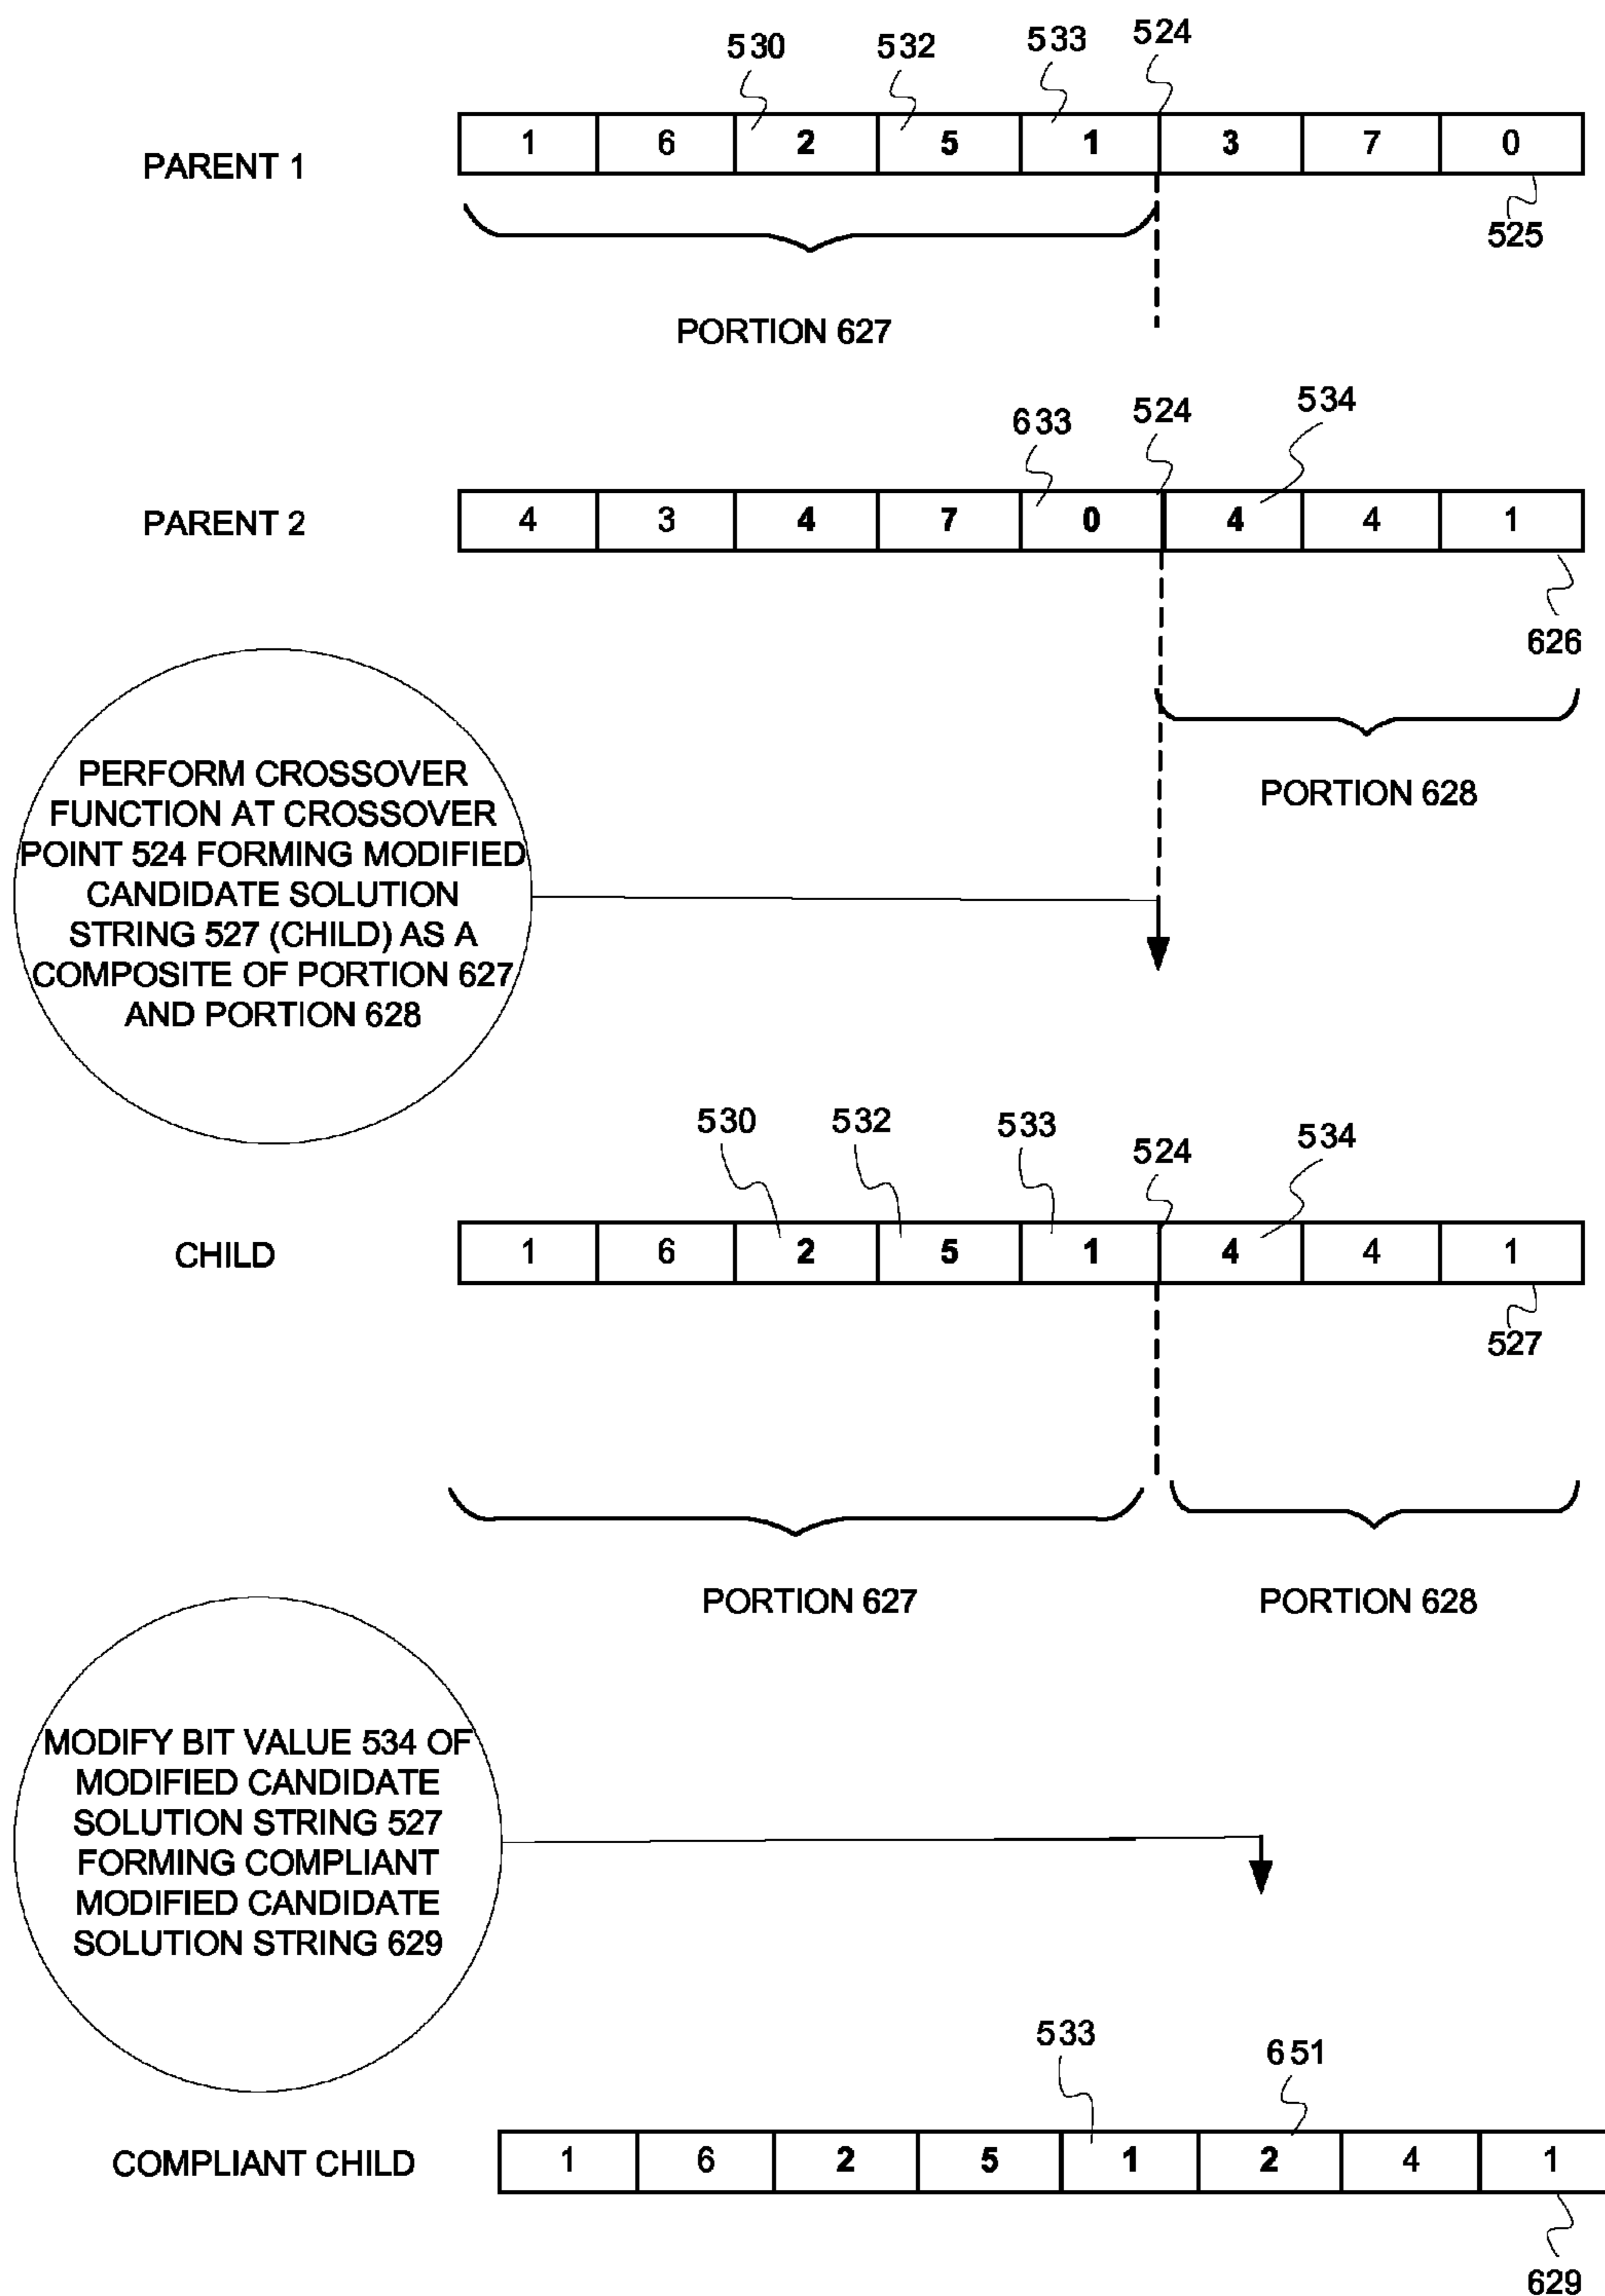 530 532 533 524
PARENT 1 1 6 2 5 1 3 7 0
525
PORTION 627
633 524 534
PARENT 2 4 3 4 7 0 4 4 1
626
PORTION 628
PERFORM CROSSOVER
FUNCTION AT CROSSOVER
POINT 524 FORMING MODIFIED
CANDIDATE SOLUTION
STRING 527 (CHILD) AS A
COMPOSITE OF PORTION 627
AND PORTION 628
530 532 533 524 534
CHILD 1 6 2 5 1 4 4 1
527
PORTION 627 PORTION 628
MODIFY BIT VALUE 534 OF
MODIFIED CANDIDATE
SOLUTION STRING 527
FORMING COMPLIANT
MODIFIED CANDIDATE
SOLUTION STRING 629
533 651
COMPLIANT CHILD 1 6 2 5 1 2 4 1
629